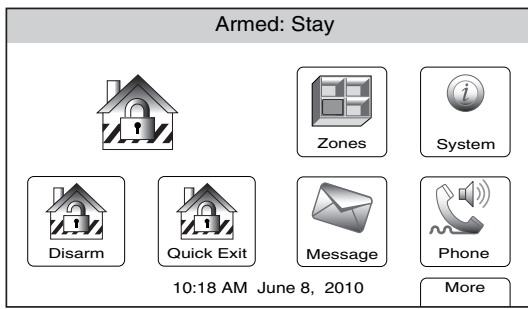 Armed: Stay
Zones
System
Disarm
Quick Exit
Message
Phone
10:18 AM June 8, 2010
More